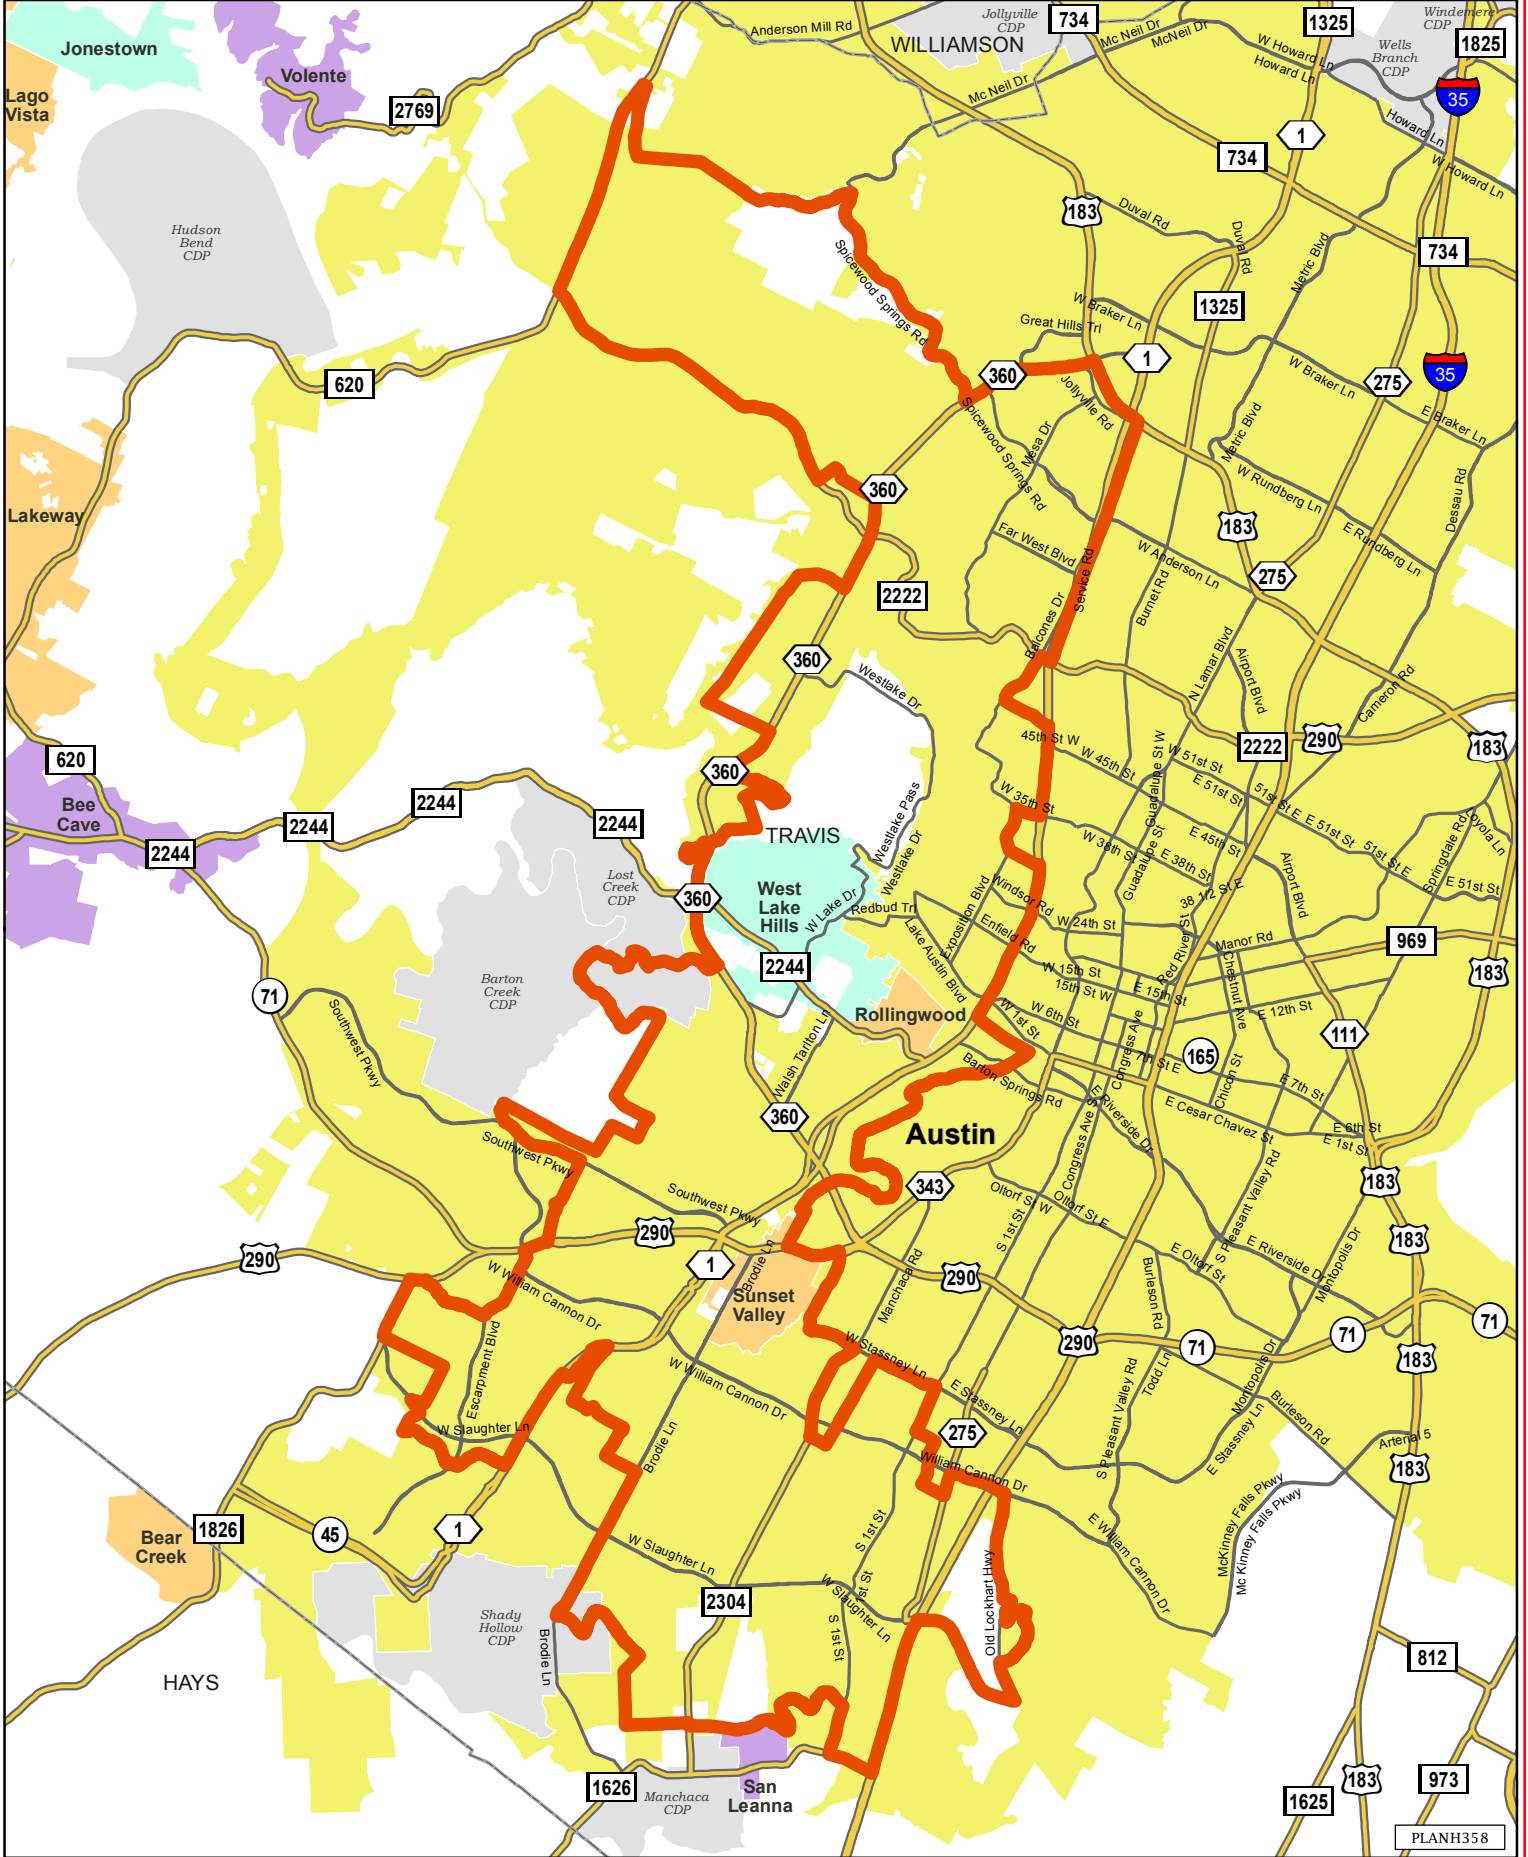 Jonestown
Volente
Lago
Vista
2769
Anderson Mill Rd
WILLIAMSON
Jollyville
CDP
734
Mc Neil Dr
McNeil Dr
Mc Neil Dr
1325
W Howard Ln
Howard Ln
Windemere
CDP
1825
Wells
Branch
CDP
35
Howard Ln
W Howard Ln
1
734
183
Duval Rd
Duval Rd
Metric Blvd
734
Hudson
Bend
CDP
Spicewood Springs Rd
1325
W Braker Ln
Great Hills Trl
1
360
W Braker Ln
275
35
E Braker Ln
620
Jollyville Rd
Spicewood Springs Rd
Mesa Dr
Metric Blvd
W Rundberg Ln
Dessau Rd
360
Lakeway
183
E Rundberg Ln
Far West Blvd
W Anderson Ln
275
Service Rd
Burnet Rd
2222
Balcones Dr
N Lamar Blvd
Airport Blvd
360
Westlake Dr
Cameron Rd
620
45th St W
W 45th St
Guadalupe St W
W 51st St
2222
290
183
360
Bee
Cave
2244
2244
2244
2244
Westlake Pass
W 35th St
E 51st St
51st St E
E 51st St
51st St E
Loyola Ln
Springdale Rd
TRAVIS
Westlake Dr
W 38th St
Guadalupe St
E 38th St
E 45th St
Airport Blvd
E 51st St
Lost
Creek
CDP
West
Lake
Hills
360
W Lake Dr
Redbud Trl
Exposition Blvd
Windsor Rd
38 1/2 St E
W 24th St
Enfield Rd
Lake Austin Blvd
Red River St
Manor Rd
969
Barton
Creek
CDP
2244
W 15th St
15th St W
E 15th St
Chestnut Ave
183
71
Southwest Pkwy
Rollingwood
W 1st St
W 6th St
E 12th St
Walsh Tarlton Ln
Congress Ave
7th St E
165
111
Barton Springs Rd
Chicon St
E 7th St
360
Austin
E Riverside Dr
E Cesar Chavez St
E 6th St
E 1st St
Southwest Pkwy
Southwest Pkwy
343
Congress Ave S
Oltorf St W
Oltorf St E
S Pleasant Valley Rd
183
290
290
1
Brodie Ln
S 1st St
E Riverside Dr
183
Manchaca Rd
290
E Oltorf St
Montopolis Dr
W William Cannon Dr
Sunset
Valley
Burleson Rd
290
71
71
71
183
Escarpment Blvd
W William Cannon Dr
W Stassney Ln
E Stassney Ln
S Pleasant Valley Rd
Todd Ln
Montopolis Dr
Burleson Rd
W Slaughter Ln
Brodie Ln
275
E Stassney Ln
Arterial 5
William Cannon Dr
183
Bear
Creek
1826
45
1
S 1st St
E William Cannon Dr
McKinney Falls Pkwy
Mc Kinney Falls Pkwy
W Slaughter Ln
2304
W Slaughter Ln
1st St
Old Lockhart Hwy
Shady
Hollow
CDP
Brodie Ln
S 1st St
812
HAYS
1626
Manchaca
CDP
San
Leanna
1625
183
973
PLANH358